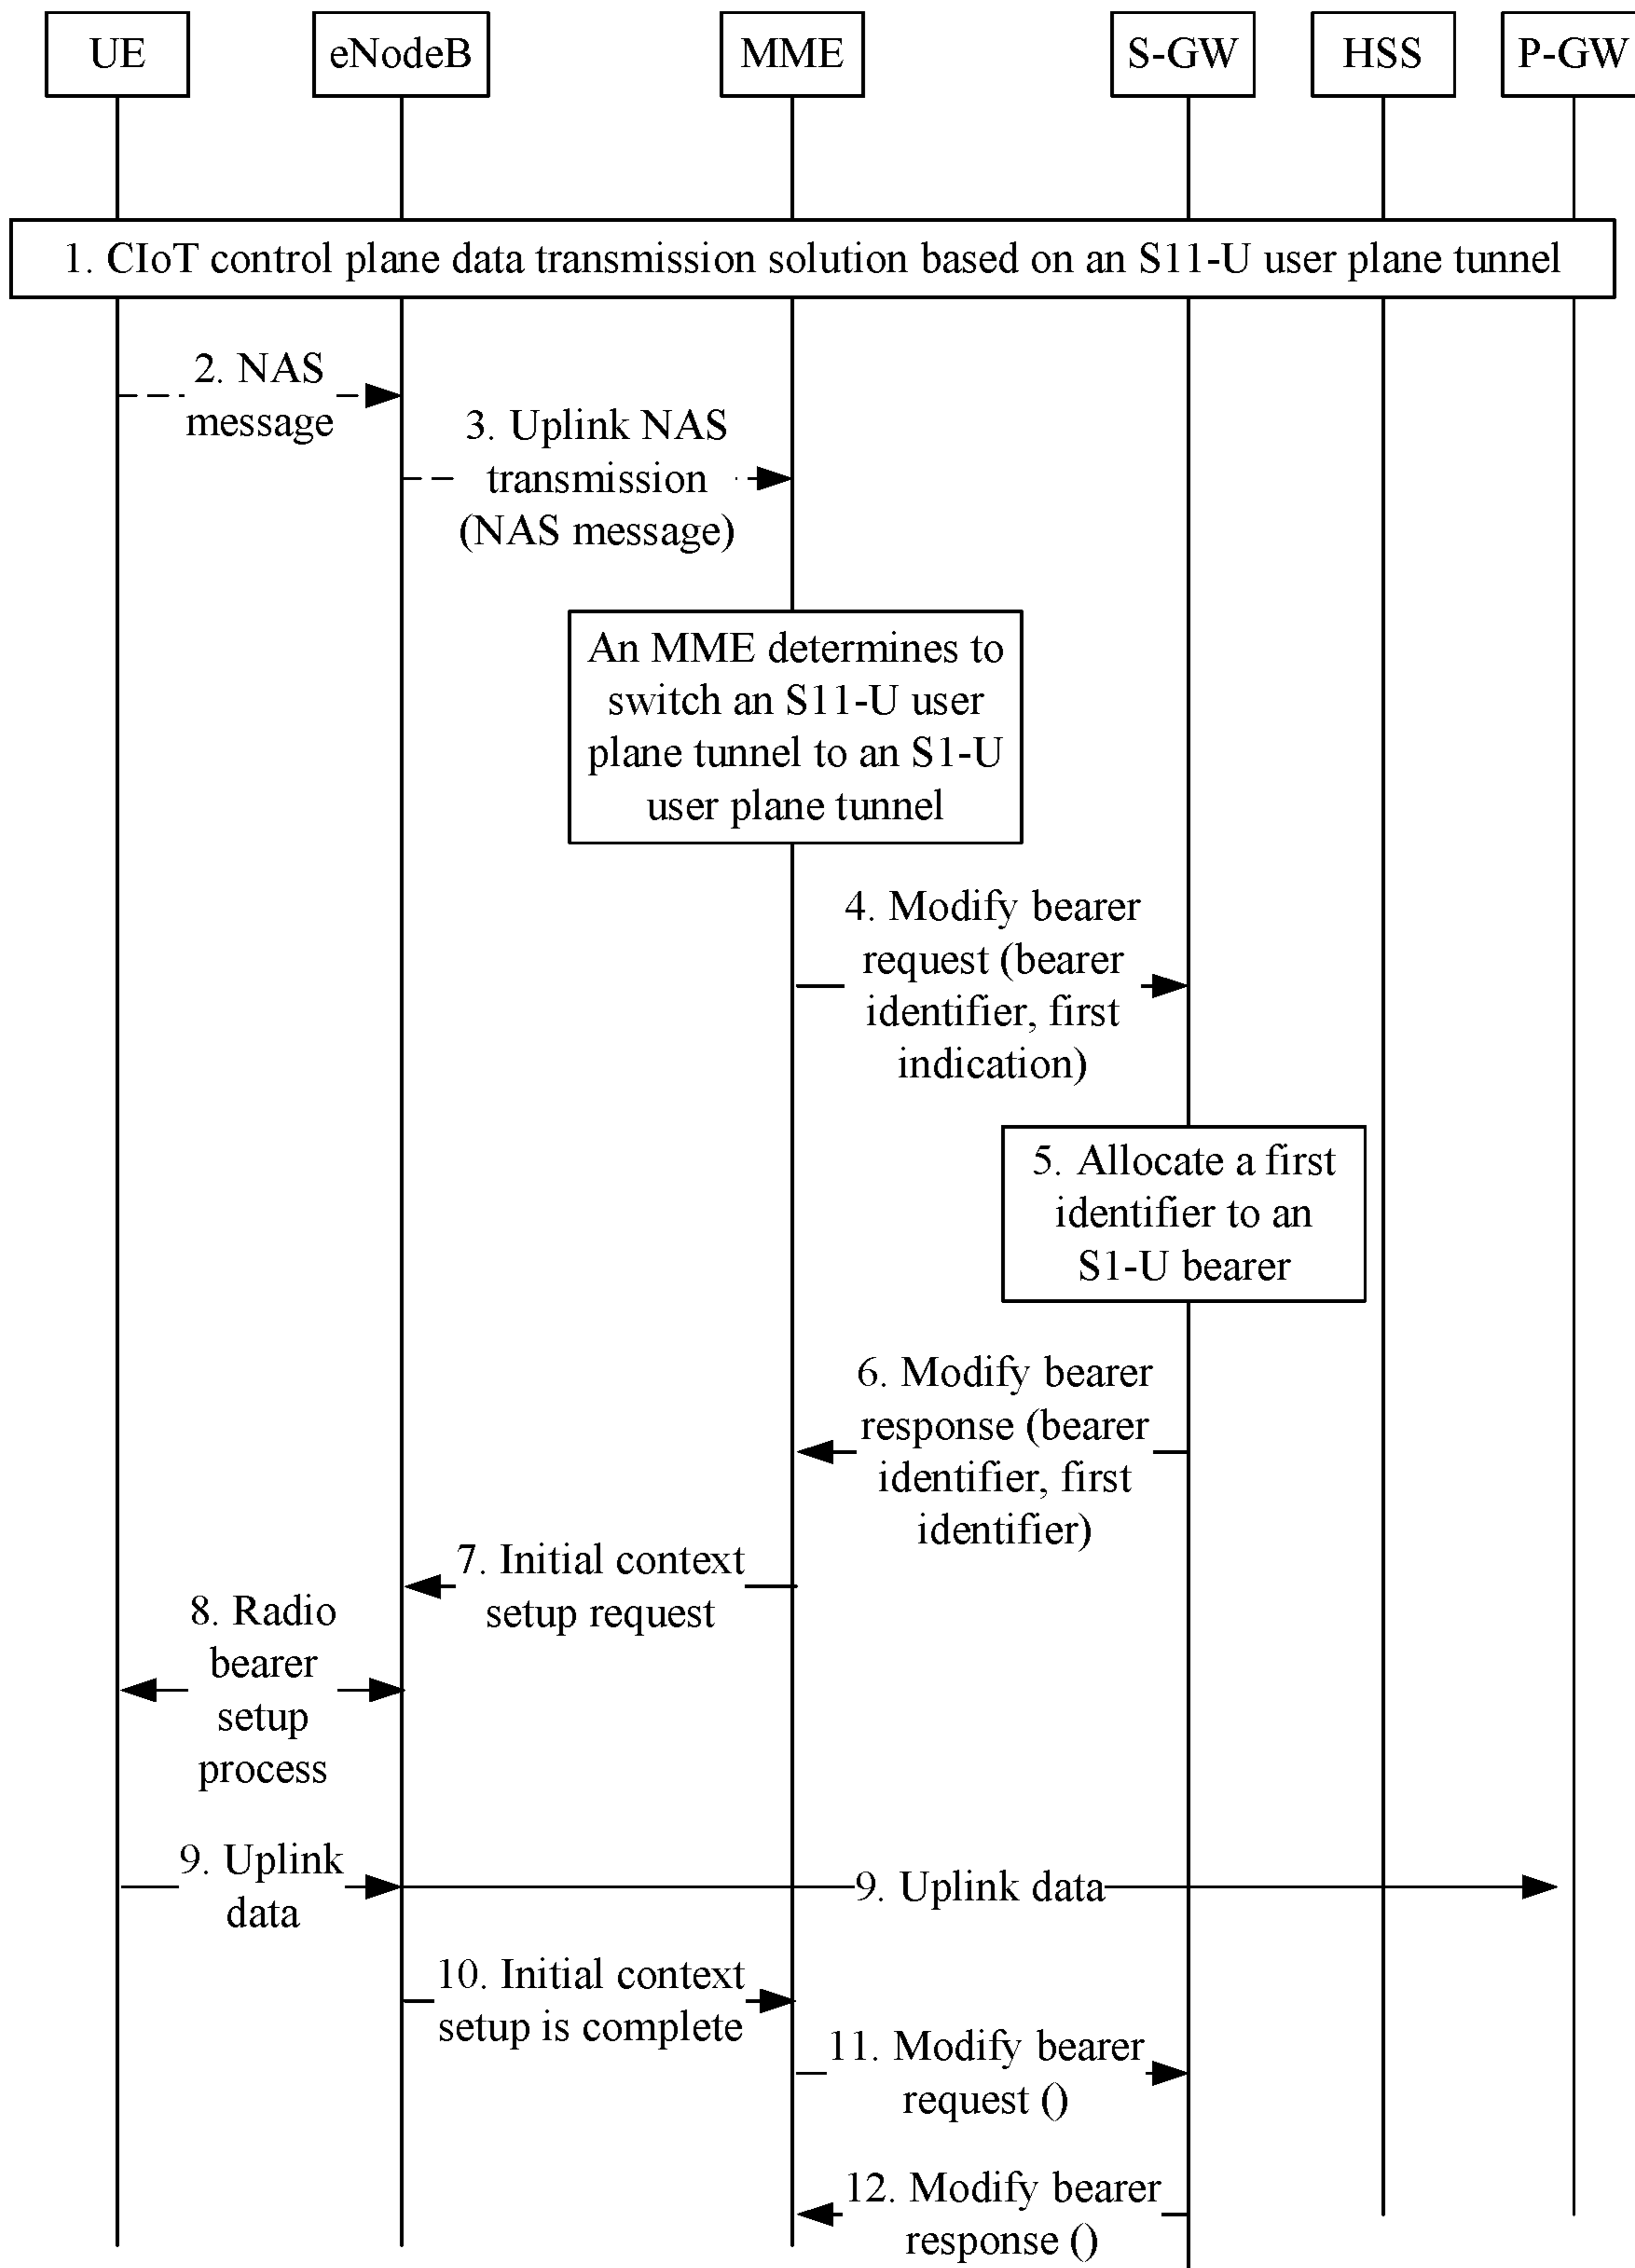 UE
eNodeB
MME
S-GW
HSS
P-GW
1. CIoT control plane data transmission solution based on an S11-U user plane tunnel
2. NAS
message
3. Uplink NAS
transmission
(NAS message)
An MME determines to
switch an S11-U user
plane tunnel to an S1-U
user plane tunnel
4. Modify bearer
request (bearer
identifier, first
indication)
5. Allocate a first
identifier to an
S1-U bearer
6. Modify bearer
response (bearer
identifier, first
identifier)
7. Initial context
setup request
8. Radio
bearer
setup
process
9. Uplink
data
9. Uplink data
10. Initial context
setup is complete
11. Modify bearer
request ()
12. Modify bearer
response ()